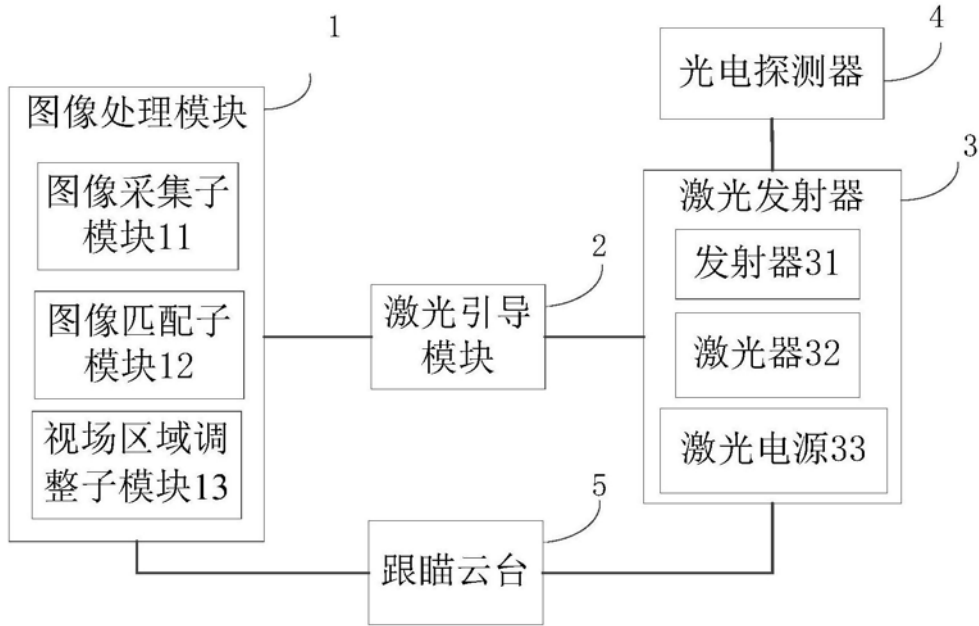 1
图像处理模块
图像采集子
模块11
图像匹配子
模块12
视场区域调
整子模块13
2
激光引导
模块
4
光电探测器
3
激光发射器
发射器31
激光器32
激光电源33
5
跟瞄云台